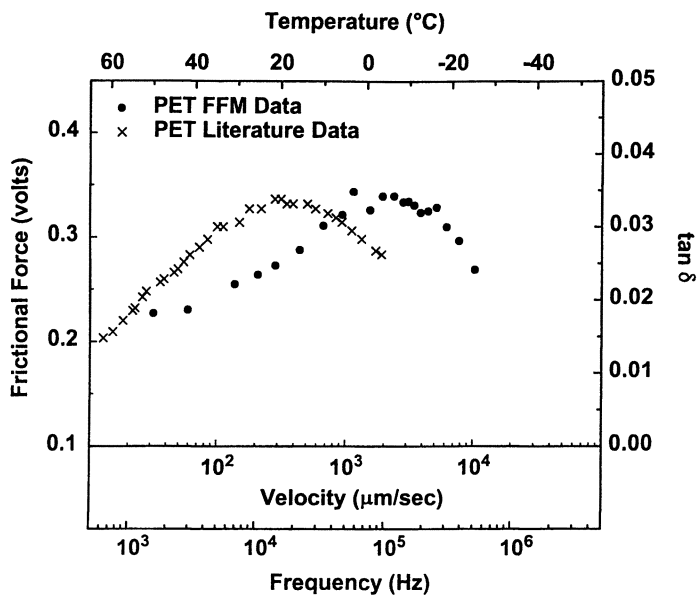 Temperature (°C)
60 40 20 0 -20 -40
PET FFM Data
PET Literature Data
0.4
0.3
0.2
0.1
Frictional Force (volts)
0.05
0.04
0.03
0.02
0.01
0.00
tan δ
10² 10³ 10⁴
Velocity (μm/sec)
10³ 10⁴ 10⁵ 10⁶
Frequency (Hz)